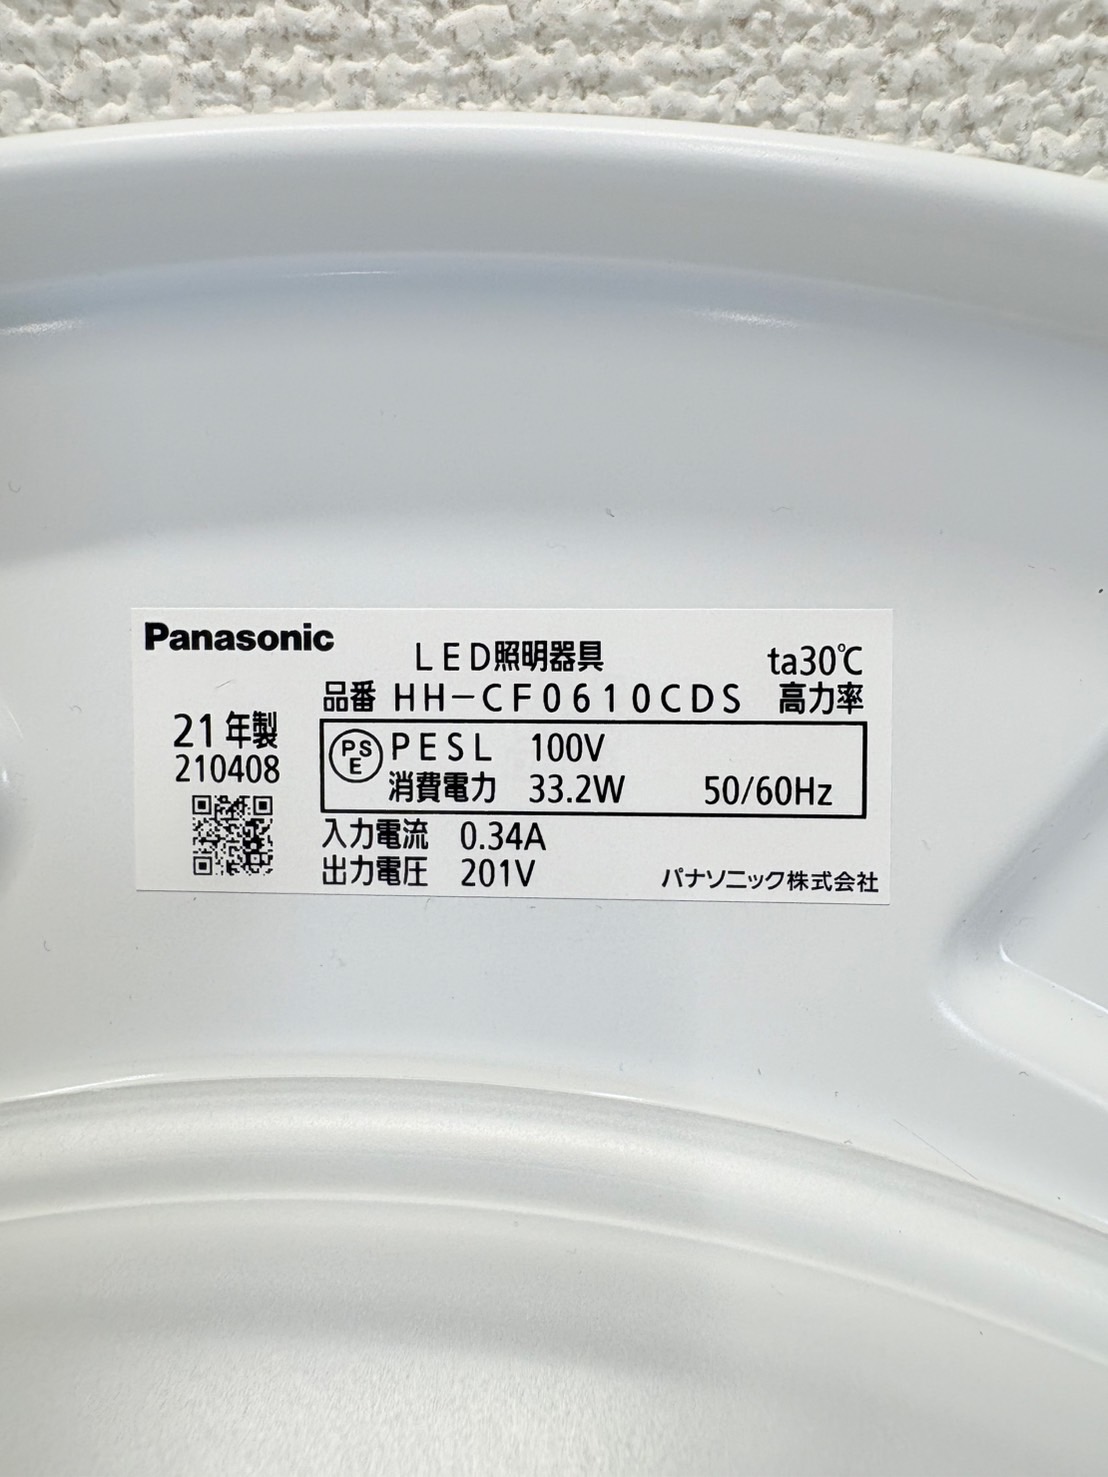 Panasonic
LED照明器具 ta30℃
品番 HH-CF0610CDS 高力率
21年製
210408
PSE PESL 100V
消費電力 33.2W 50/60Hz
入力電流 0.34A
出力電圧 201V
パナソニック株式会社